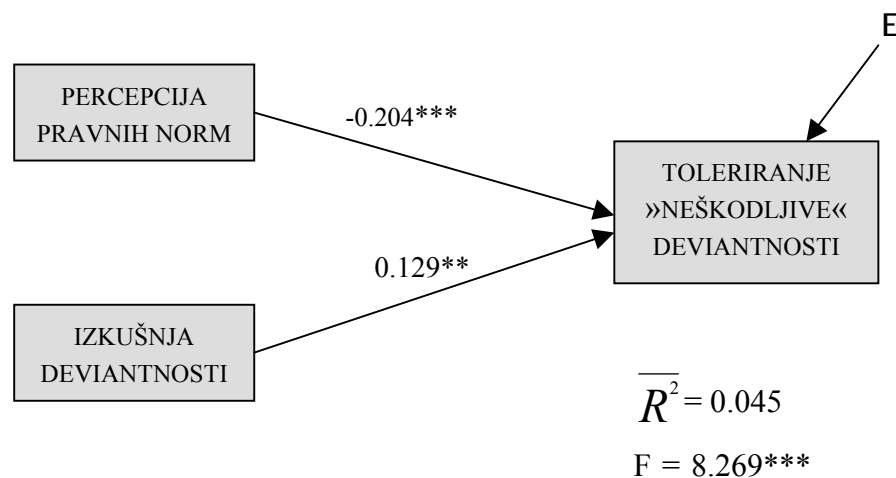 E
PERCEPCIJA
PRAVNIH NORM
-0.204***
TOLERIRANJE
»NEŠKODLJIVE«
DEVIANTNOSTI
0.129**
IZKUŠNJA
DEVIANTNOSTI
R² = 0.045
F = 8.269***